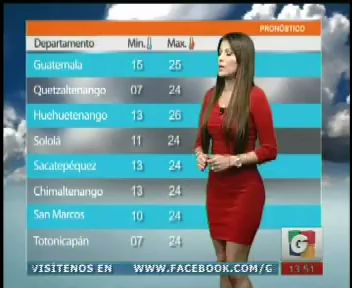 PRONÓSTICO
Departamento Min. Max.
Guatemala 15 25
Quetzaltenango 07 24
Huehuetenango 13 26
Sololá 11 24
Sacatepéquez 13 24
Chimaltenango 13 24
San Marcos 10 24
Totonicapán 07 24
G
VISÍTENOS EN WWW.FACEBOOK.COM/G 13:51